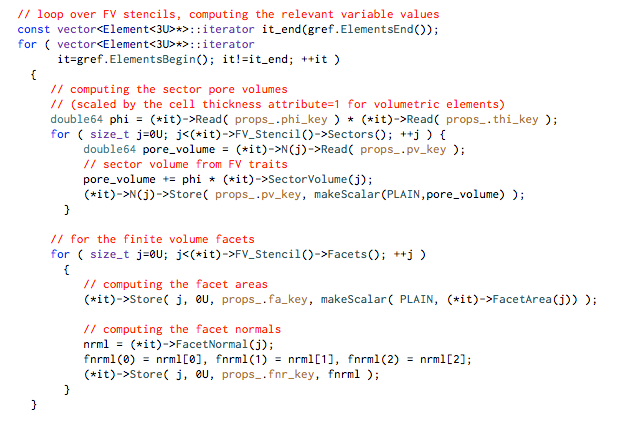 // loop over FV stencils, computing the relevant variable values
const vector<Element<3U>*>::iterator it_end(gref.ElementsEnd());
for ( vector<Element<3U>*>::iterator
it=gref.ElementsBegin(); it!=it_end; ++it )
{
// computing the sector pore volumes
// (scaled by the cell thickness attribute=1 for volumetric elements)
double64 phi = (*it)->Read( props_.phi_key ) * (*it)->Read( props_.thi_key );
for ( size_t j=0U; j<(*it)->FV_Stencil()->Sectors(); ++j ) {
double64 pore_volume = (*it)->N(j)->Read( props_.pv_key );
// sector volume from FV traits
pore_volume += phi * (*it)->SectorVolume(j);
(*it)->N(j)->Store( props_.pv_key, makeScalar(PLAIN,pore_volume) );
}
// for the finite volume facets
for ( size_t j=0U; j<(*it)->FV_Stencil()->Facets(); ++j )
{
// computing the facet areas
(*it)->Store( j, 0U, props_.fa_key, makeScalar( PLAIN, (*it)->FacetArea(j)) );
// computing the facet normals
nrml = (*it)->FacetNormal(j);
fnrml(0) = nrml[0], fnrml(1) = nrml[1], fnrml(2) = nrml[2];
(*it)->Store( j, 0U, props_.fnr_key, fnrml );
}
}